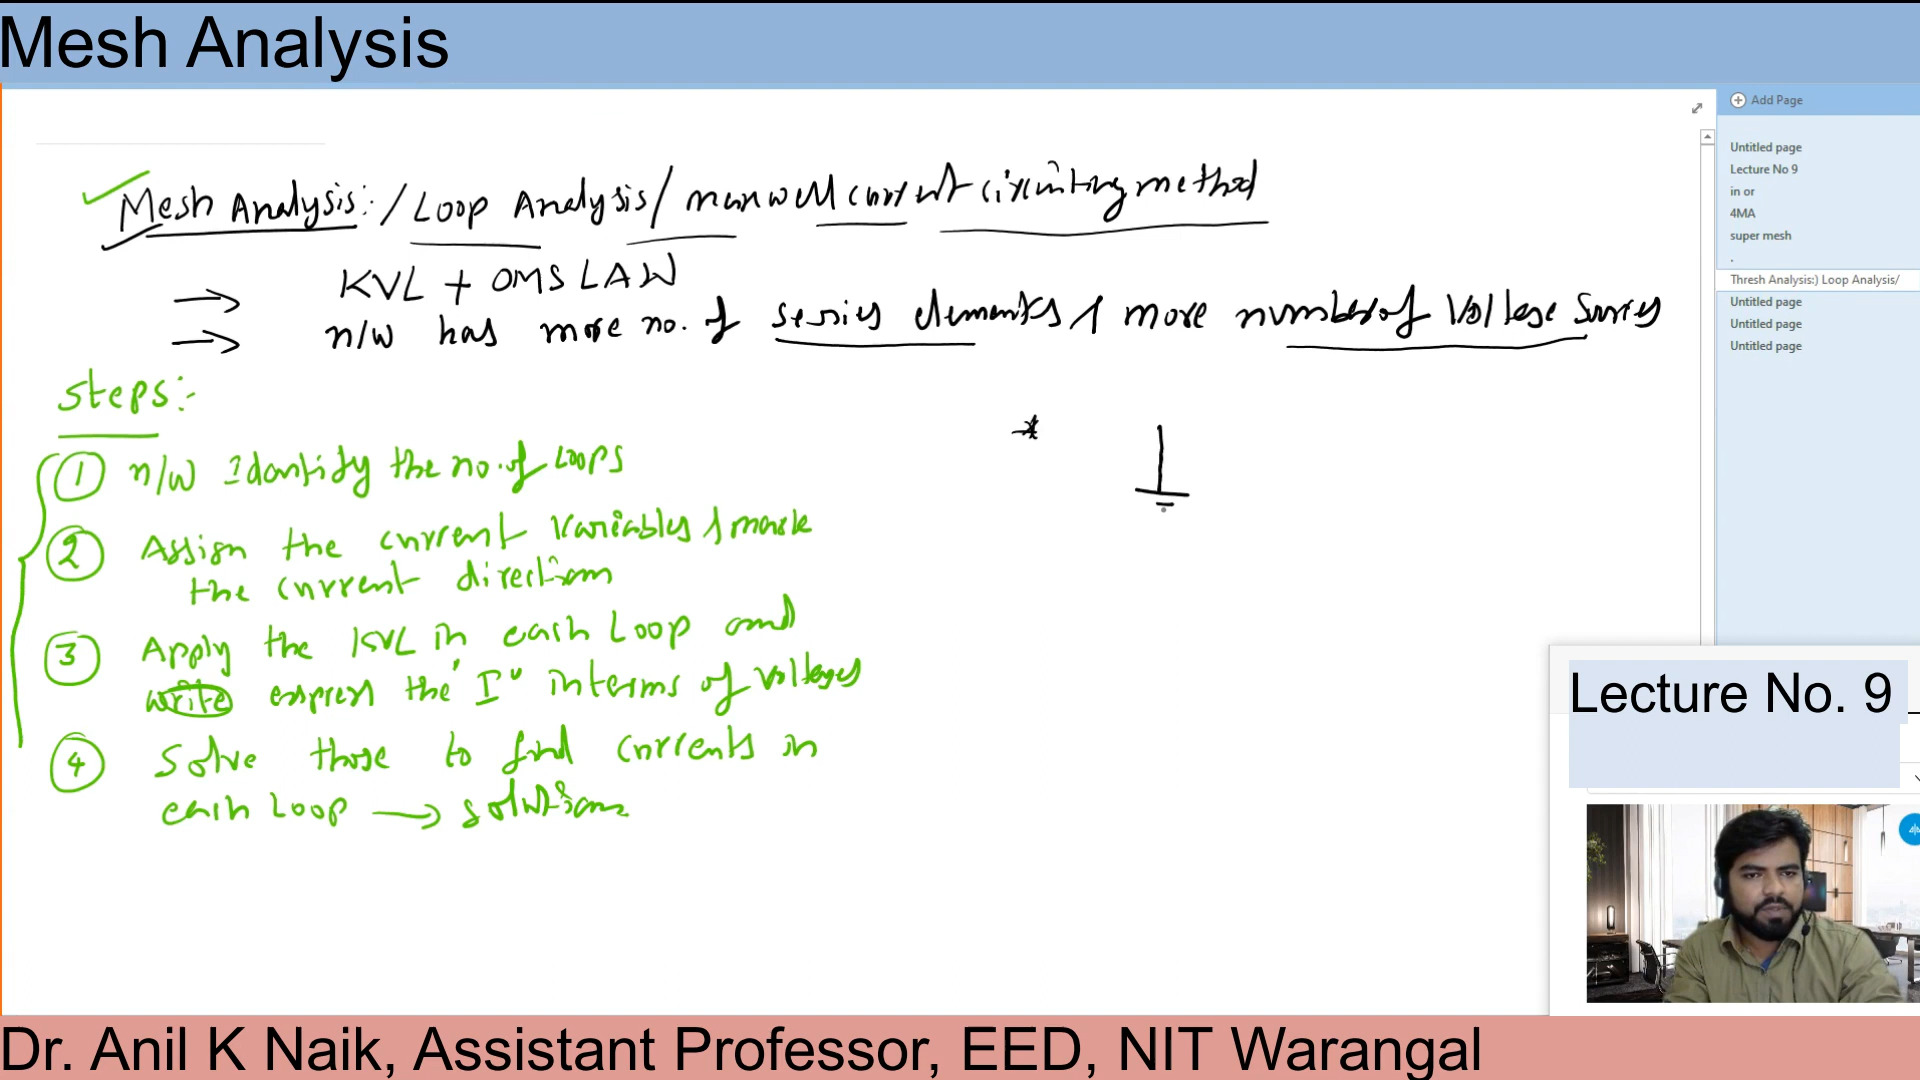 Mesh Analysis
Mesh Analysis:/Loop Analysis/maxwell current circuiting method
→ KVL + OMS LAW
→ n/w has more no. of series elements / more number of Voltage Sources
Steps:-
① n/w Identify the no. of Loops
② Assign the current variables / mark
the current direction
③ Apply the KVL in each Loop and
write express the "I" interms of voltages
④ Solve those to find currents in
each Loop → solutions
*
Add Page
Untitled page
Lecture No 9
in or
4MA
super mesh
.
Thresh Analysis:) Loop Analysis/
Untitled page
Untitled page
Untitled page
Lecture No. 9
Dr. Anil K Naik, Assistant Professor, EED, NIT Warangal